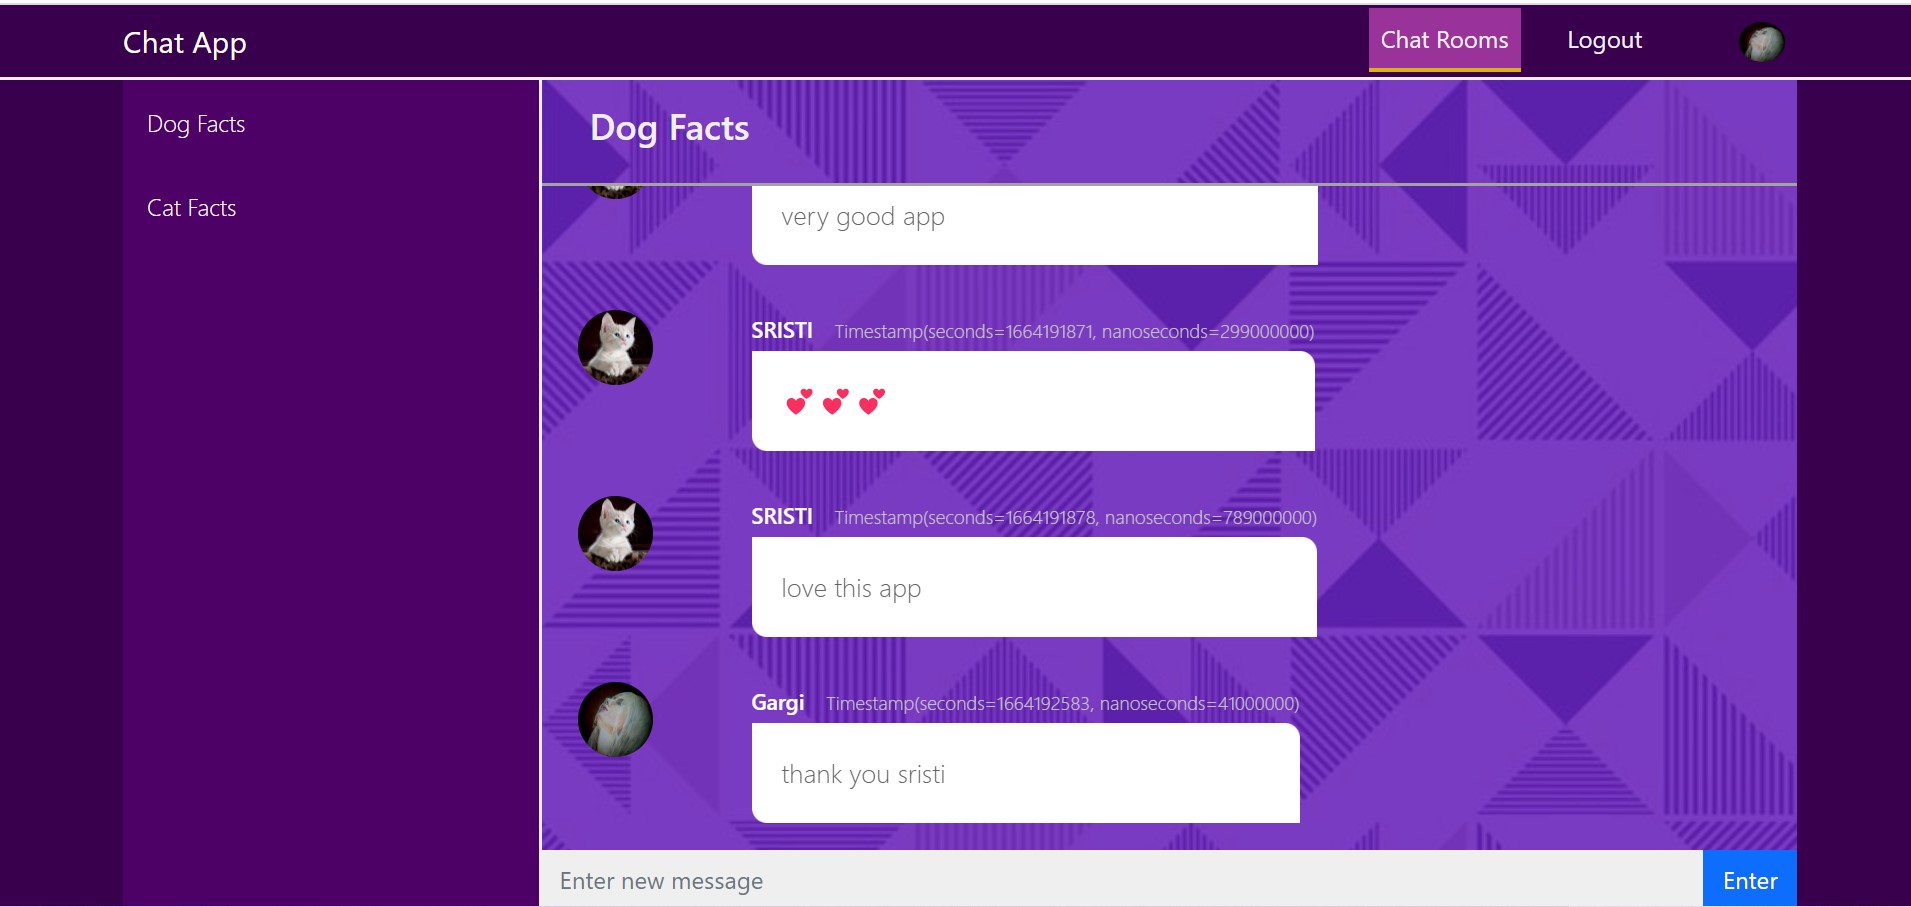 Chat App
Chat Rooms
Logout
Dog Facts
Cat Facts
Dog Facts
very good app
SRISTI Timestamp(seconds=1664191871, nanoseconds=299000000)
💕 💕 💕
SRISTI Timestamp(seconds=1664191878, nanoseconds=789000000)
love this app
Gargi Timestamp(seconds=1664192583, nanoseconds=41000000)
thank you sristi
Enter new message
Enter